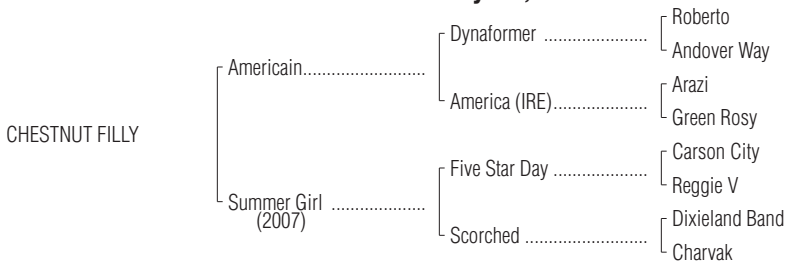 Roberto
Dynaformer ..................
Andover Way
Americain..........................
Arazi
America (IRE)....................
Green Rosy
CHESTNUT FILLY
Carson City
Five Star Day ....................
Reggie V
Summer Girl ....................
(2007)
Dixieland Band
Scorched ..........................
Charvak